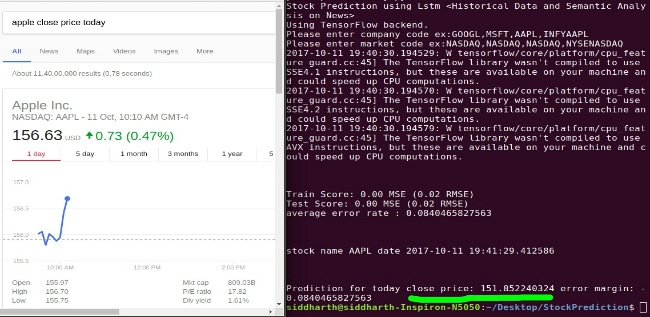 apple close price today
All
News
Maps
Videos
Images
More
Settings
About 11,40,00,000 results (0.78 seconds)
Apple Inc.
NASDAQ: AAPL - 11 Oct, 10:10 AM GMT-4
156.63 USD 0.73 (0.47%)
1 day
5 day
1 month
3 months
1 year
5
157.0
156.5
156.0
155.5
10:00 AM
12:00 PM
2:00 PM
Open 155.97
High 156.70
Low 155.75
Mkt cap 809.03B
P/E ratio 17.82
Div yield 1.61%
Stock Prediction using Lstm <Historical Data and Semantic Analy
sis on News>
Using TensorFlow backend.
Please enter company code ex:GOOGL,MSFT,AAPL,INFYAAPL
Please enter market code ex:NASDAQ,NASDAQ,NASDAQ,NYSENASDAQ
2017-10-11 19:40:30.194529: W tensorflow/core/platform/cpu_feat
ure_guard.cc:45] The TensorFlow library wasn't compiled to use
SSE4.1 instructions, but these are available on your machine an
d could speed up CPU computations.
2017-10-11 19:40:30.194570: W tensorflow/core/platform/cpu_feat
ure_guard.cc:45] The TensorFlow library wasn't compiled to use
SSE4.2 instructions, but these are available on your machine an
d could speed up CPU computations.
2017-10-11 19:40:30.194579: W tensorflow/core/platform/cpu_feat
ure_guard.cc:45] The TensorFlow library wasn't compiled to use
AVX instructions, but these are available on your machine and c
ould speed up CPU computations.
Train Score: 0.00 MSE (0.02 RMSE)
Test Score: 0.00 MSE (0.02 RMSE)
average error rate : 0.0840465827563
stock name AAPL date 2017-10-11 19:41:29.412586
Prediction for today close price: 151.852240324 error margin: -
0.0840465827563
siddharth@siddharth-Inspiron-N5050:~/Desktop/StockPrediction$